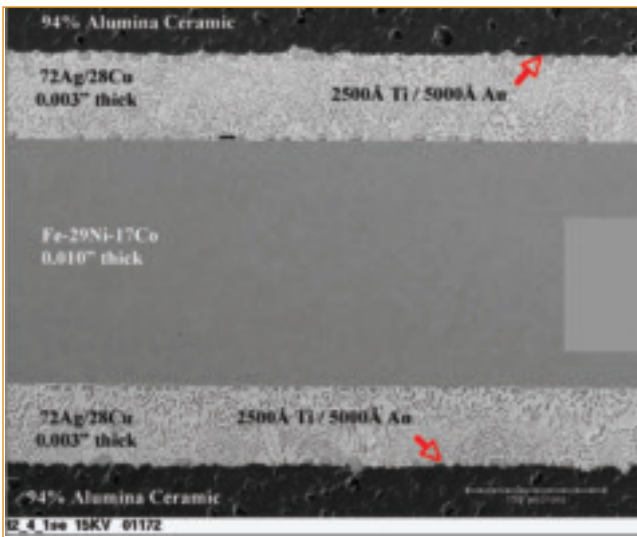 94% Alumina Ceramic
72Ag/28Cu
0.003" thick
2500Å Ti / 5000Å Au
Fe-29Ni-17Co
0.010" thick
72Ag/28Cu
0.003" thick
2500Å Ti / 5000Å Au
94% Alumina Ceramic
15KV